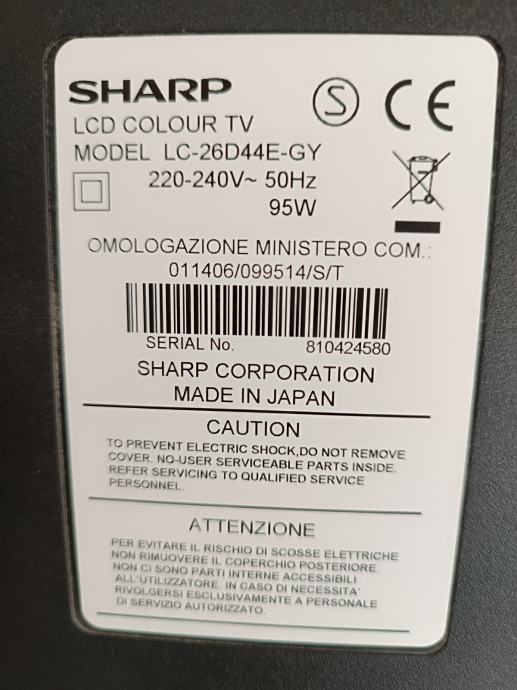 SHARP
S
CE
LCD COLOUR TV
MODEL LC-26D44E-GY
220-240V~ 50Hz
95W
OMOLOGAZIONE MINISTERO COM.:
011406/099514/S/T
SERIAL No. 810424580
SHARP CORPORATION
MADE IN JAPAN
CAUTION
TO PREVENT ELECTRIC SHOCK,DO NOT REMOVE
COVER. NO-USER SERVICEABLE PARTS INSIDE.
REFER SERVICING TO QUALIFIED SERVICE
PERSONNEL.
ATTENZIONE
PER EVITARE IL RISCHIO DI SCOSSE ELETTRICHE
NON RIMUOVERE IL COPERCHIO POSTERIORE.
NON CI SONO PARTI INTERNE ACCESSIBILI
ALL'UTILIZZATORE. IN CASO DI NECESSITA'
RIVOLGERSI ESCLUSIVAMENTE A PERSONALE
DI SERVIZIO AUTORIZZATO.